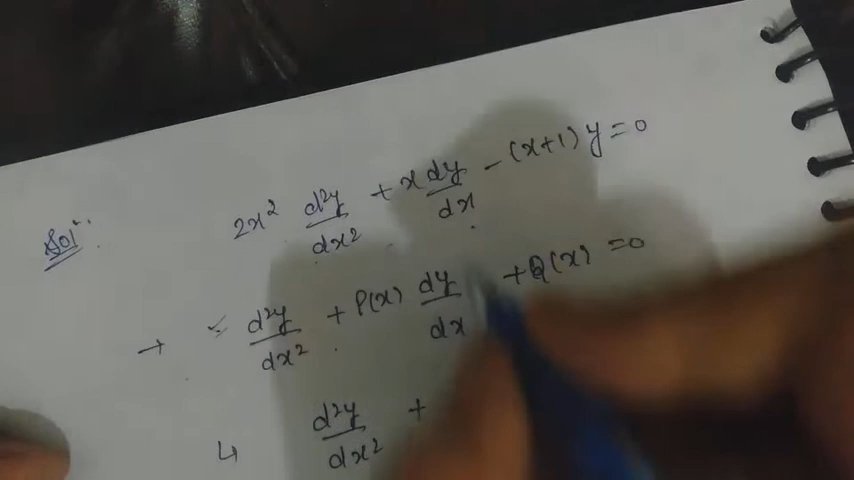 Sol^n:
2x² d²y/dx² + x dy/dx - (x+1) y = 0
→ d²y/dx² + P(x) dy/dx + Q(x) = 0
↳ d²y/dx² +